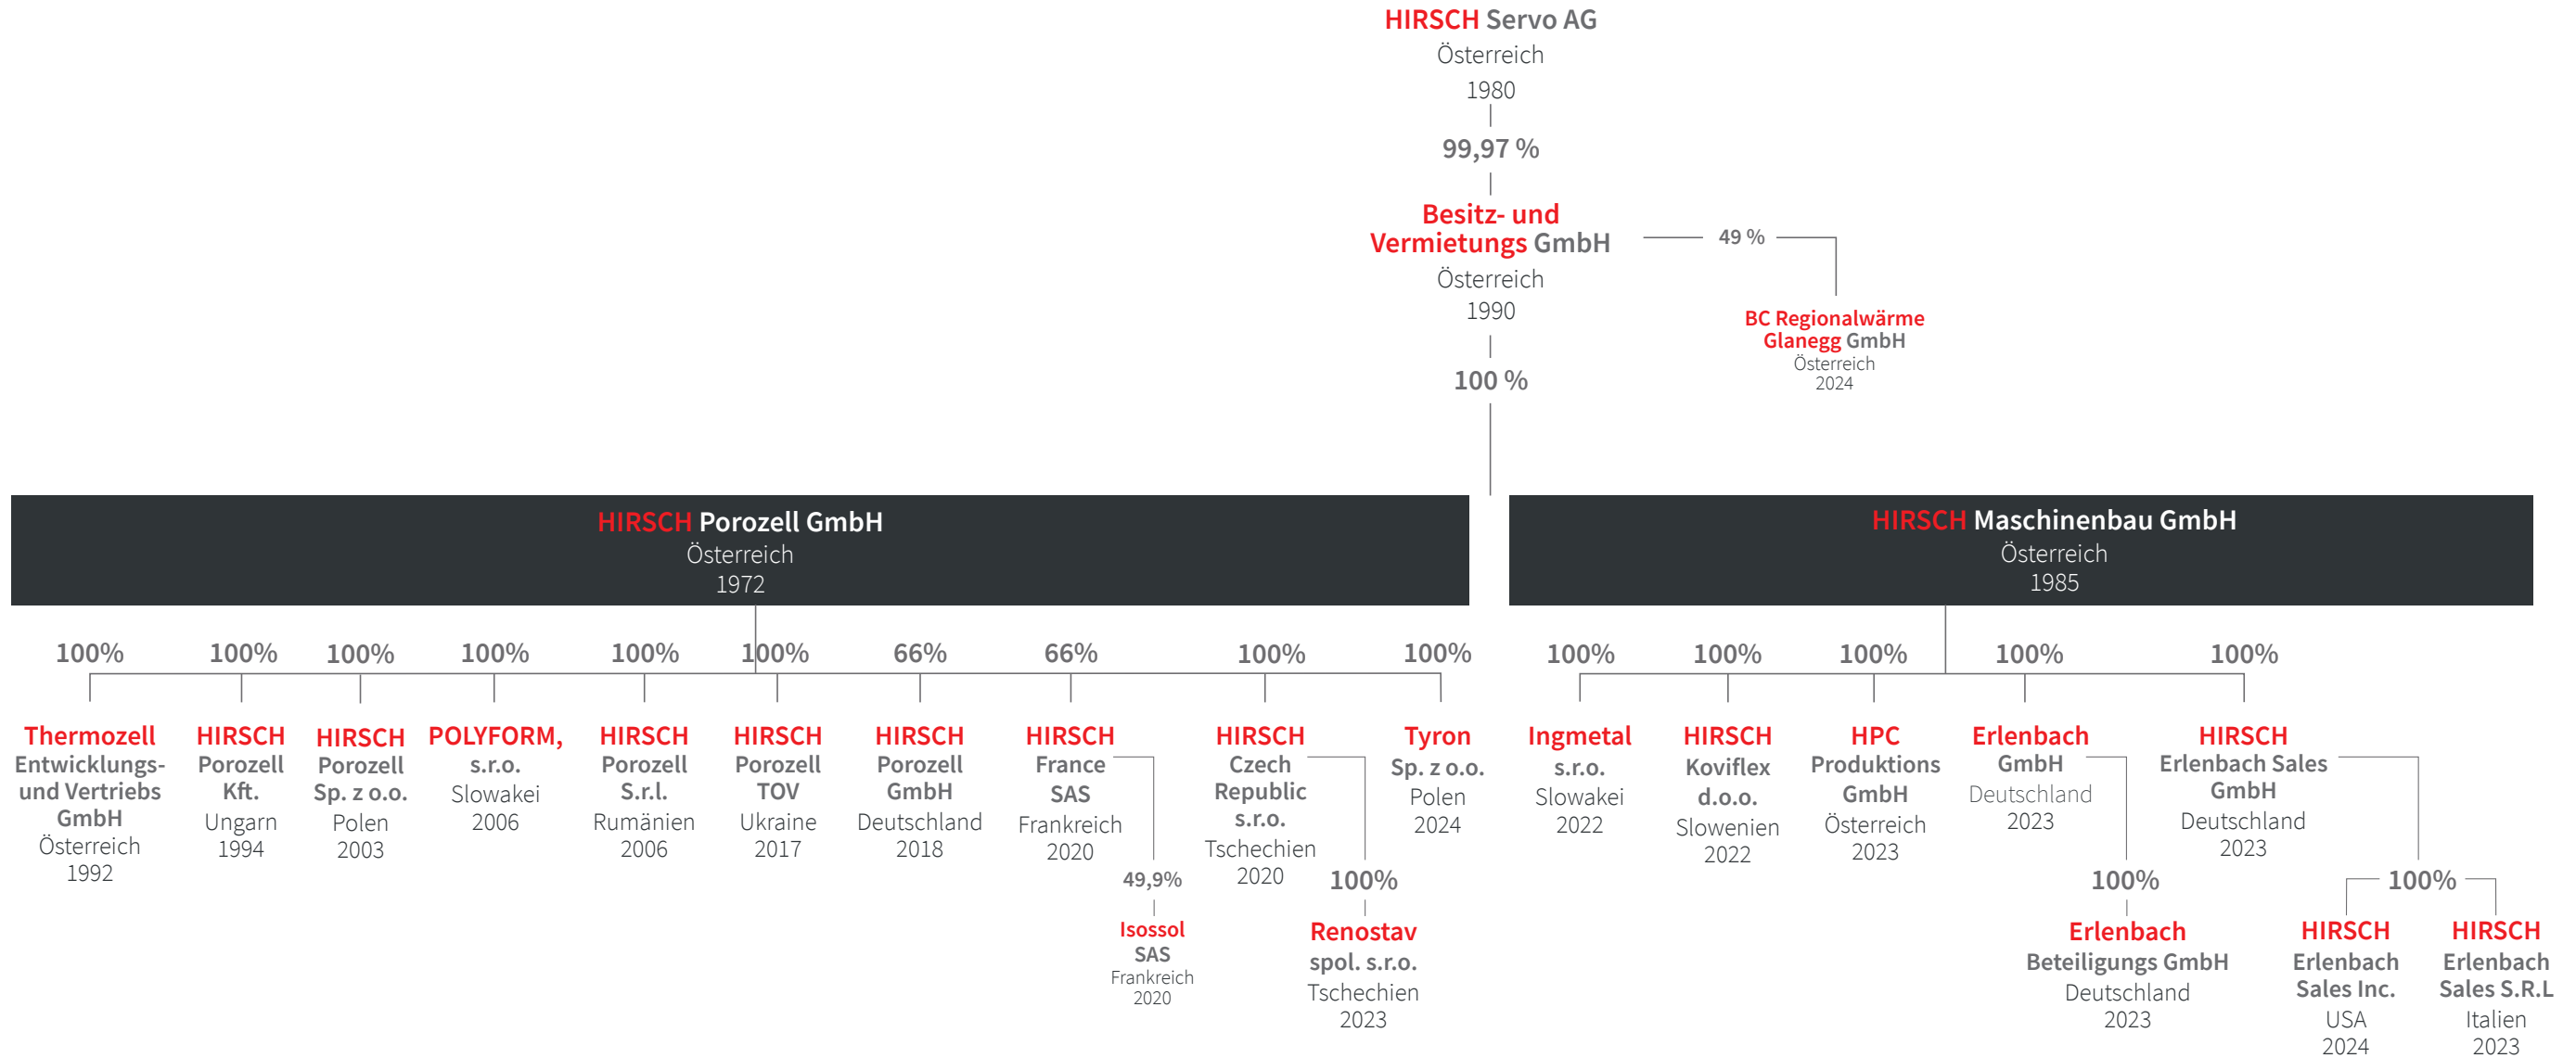 HIRSCH Servo AG
Österreich
1980
99,97 %
Besitz- und
Vermietungs GmbH
Österreich
1990
49 %
BC Regionalwärme
Glanegg GmbH
Österreich
2024
100 %
HIRSCH Porozell GmbH
Österreich
1972
HIRSCH Maschinenbau GmbH
Österreich
1985
100%
Thermozell
Entwicklungs-
und Vertriebs
GmbH
Österreich
1992
100%
HIRSCH
Porozell
Kft.
Ungarn
1994
100%
HIRSCH
Porozell
Sp. z o.o.
Polen
2003
100%
POLYFORM,
s.r.o.
Slowakei
2006
100%
HIRSCH
Porozell
S.r.l.
Rumänien
2006
100%
HIRSCH
Porozell
TOV
Ukraine
2017
66%
HIRSCH
Porozell
GmbH
Deutschland
2018
66%
HIRSCH
France
SAS
Frankreich
2020
49,9%
Isossol
SAS
Frankreich
2020
100%
HIRSCH
Czech
Republic
s.r.o.
Tschechien
2020
100%
Renostav
spol. s.r.o.
Tschechien
2023
100%
Tyron
Sp. z o.o.
Polen
2024
100%
Ingmetal
s.r.o.
Slowakei
2022
100%
HIRSCH
Koviflex
d.o.o.
Slowenien
2022
100%
HPC
Produktions
GmbH
Österreich
2023
100%
Erlenbach
GmbH
Deutschland
2023
100%
Erlenbach
Beteiligungs GmbH
Deutschland
2023
100%
HIRSCH
Erlenbach Sales
GmbH
Deutschland
2023
100%
HIRSCH
Erlenbach
Sales Inc.
USA
2024
HIRSCH
Erlenbach
Sales S.R.L
Italien
2023